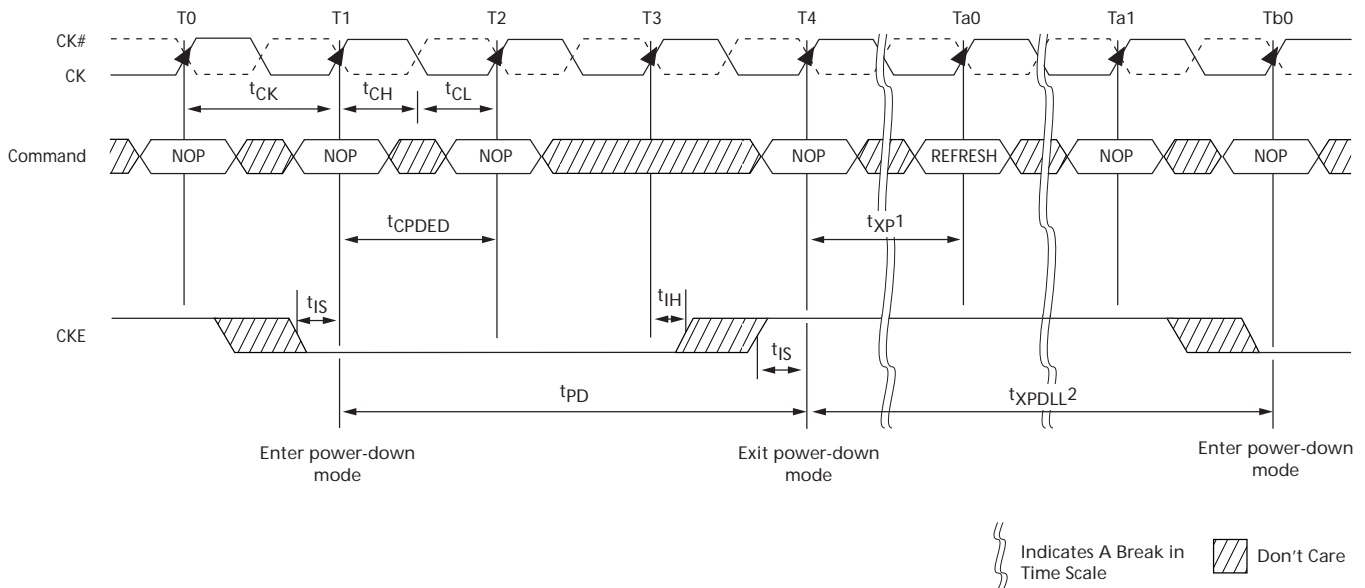 T0 T1 T2 T3 T4 Ta0 Ta1 Tb0
CK#
CK
tCK tCH tCL
Command NOP NOP NOP NOP REFRESH NOP NOP
tCPDED tXP1
tIS tIH
CKE
tIS
tPD tXPDLL2
Enter power-down
mode
Exit power-down
mode
Enter power-down
mode
Indicates A Break in
Time Scale
Don't Care